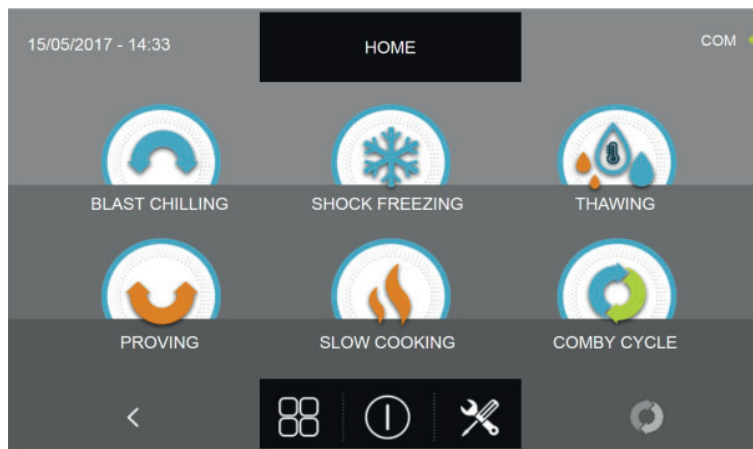 15/05/2017 - 14:33
HOME
COM
BLAST CHILLING
SHOCK FREEZING
THAWING
PROVING
SLOW COOKING
COMBY CYCLE